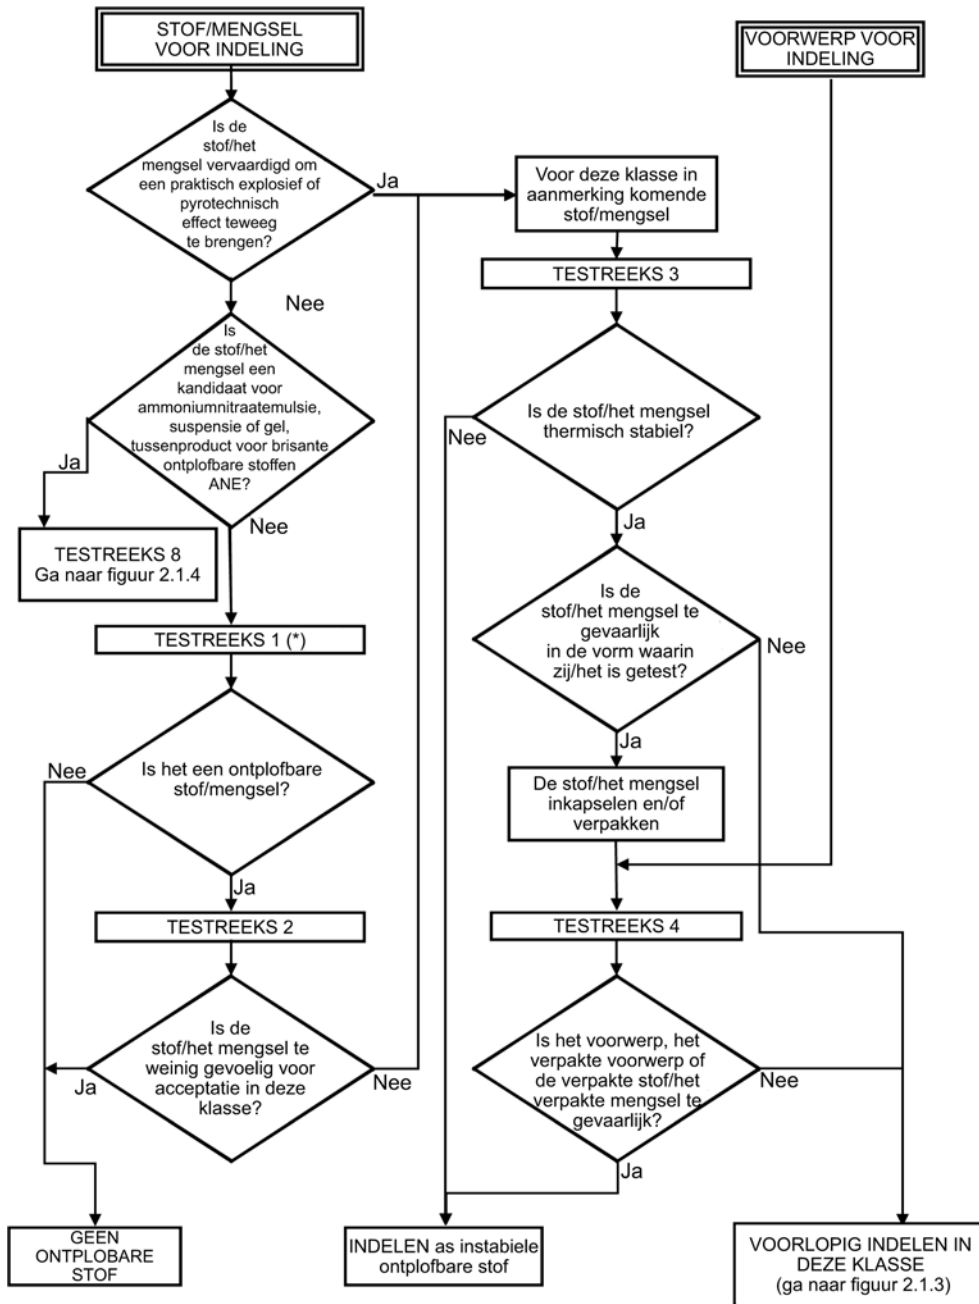 STOF/MENGSEL
VOOR INDELING
Is de
stof/het
mengsel vervaardigd om
een praktisch explosief of
pyrotechnisch
effect teweeg
te brengen?
Ja
Nee
Is
de stof/het
mengsel een
kandidaat voor
ammoniumnitraatemulsie,
suspensie of gel,
tussenproduct voor brisante
ontplofbare stoffen
ANE?
Ja
Nee
TESTREEKS 8
Ga naar figuur 2.1.4
TESTREEKS 1 (*)
Is het een ontplofbare
stof/mengsel?
Nee
Ja
TESTREEKS 2
Is de
stof/het mengsel te
weinig gevoelig voor
acceptatie in deze
klasse?
Ja
Nee
GEEN
ONTPLOBARE
STOF
VOORWERP VOOR
INDELING
Voor deze klasse in
aanmerking komende
stof/mengsel
TESTREEKS 3
Is de stof/het mengsel
thermisch stabiel?
Nee
Ja
Is de
stof/het mengsel te
gevaarlijk
in de vorm waarin
zij/het is getest?
Nee
Ja
De stof/het mengsel
inkapselen en/of
verpakken
TESTREEKS 4
Is het voorwerp, het
verpakte voorwerp of
de verpakte stof/het
verpakte mengsel te
gevaarlijk?
Nee
Ja
INDELEN as instabiele
ontplofbare stof
VOORLOPIG INDELEN IN
DEZE KLASSE
(ga naar figuur 2.1.3)